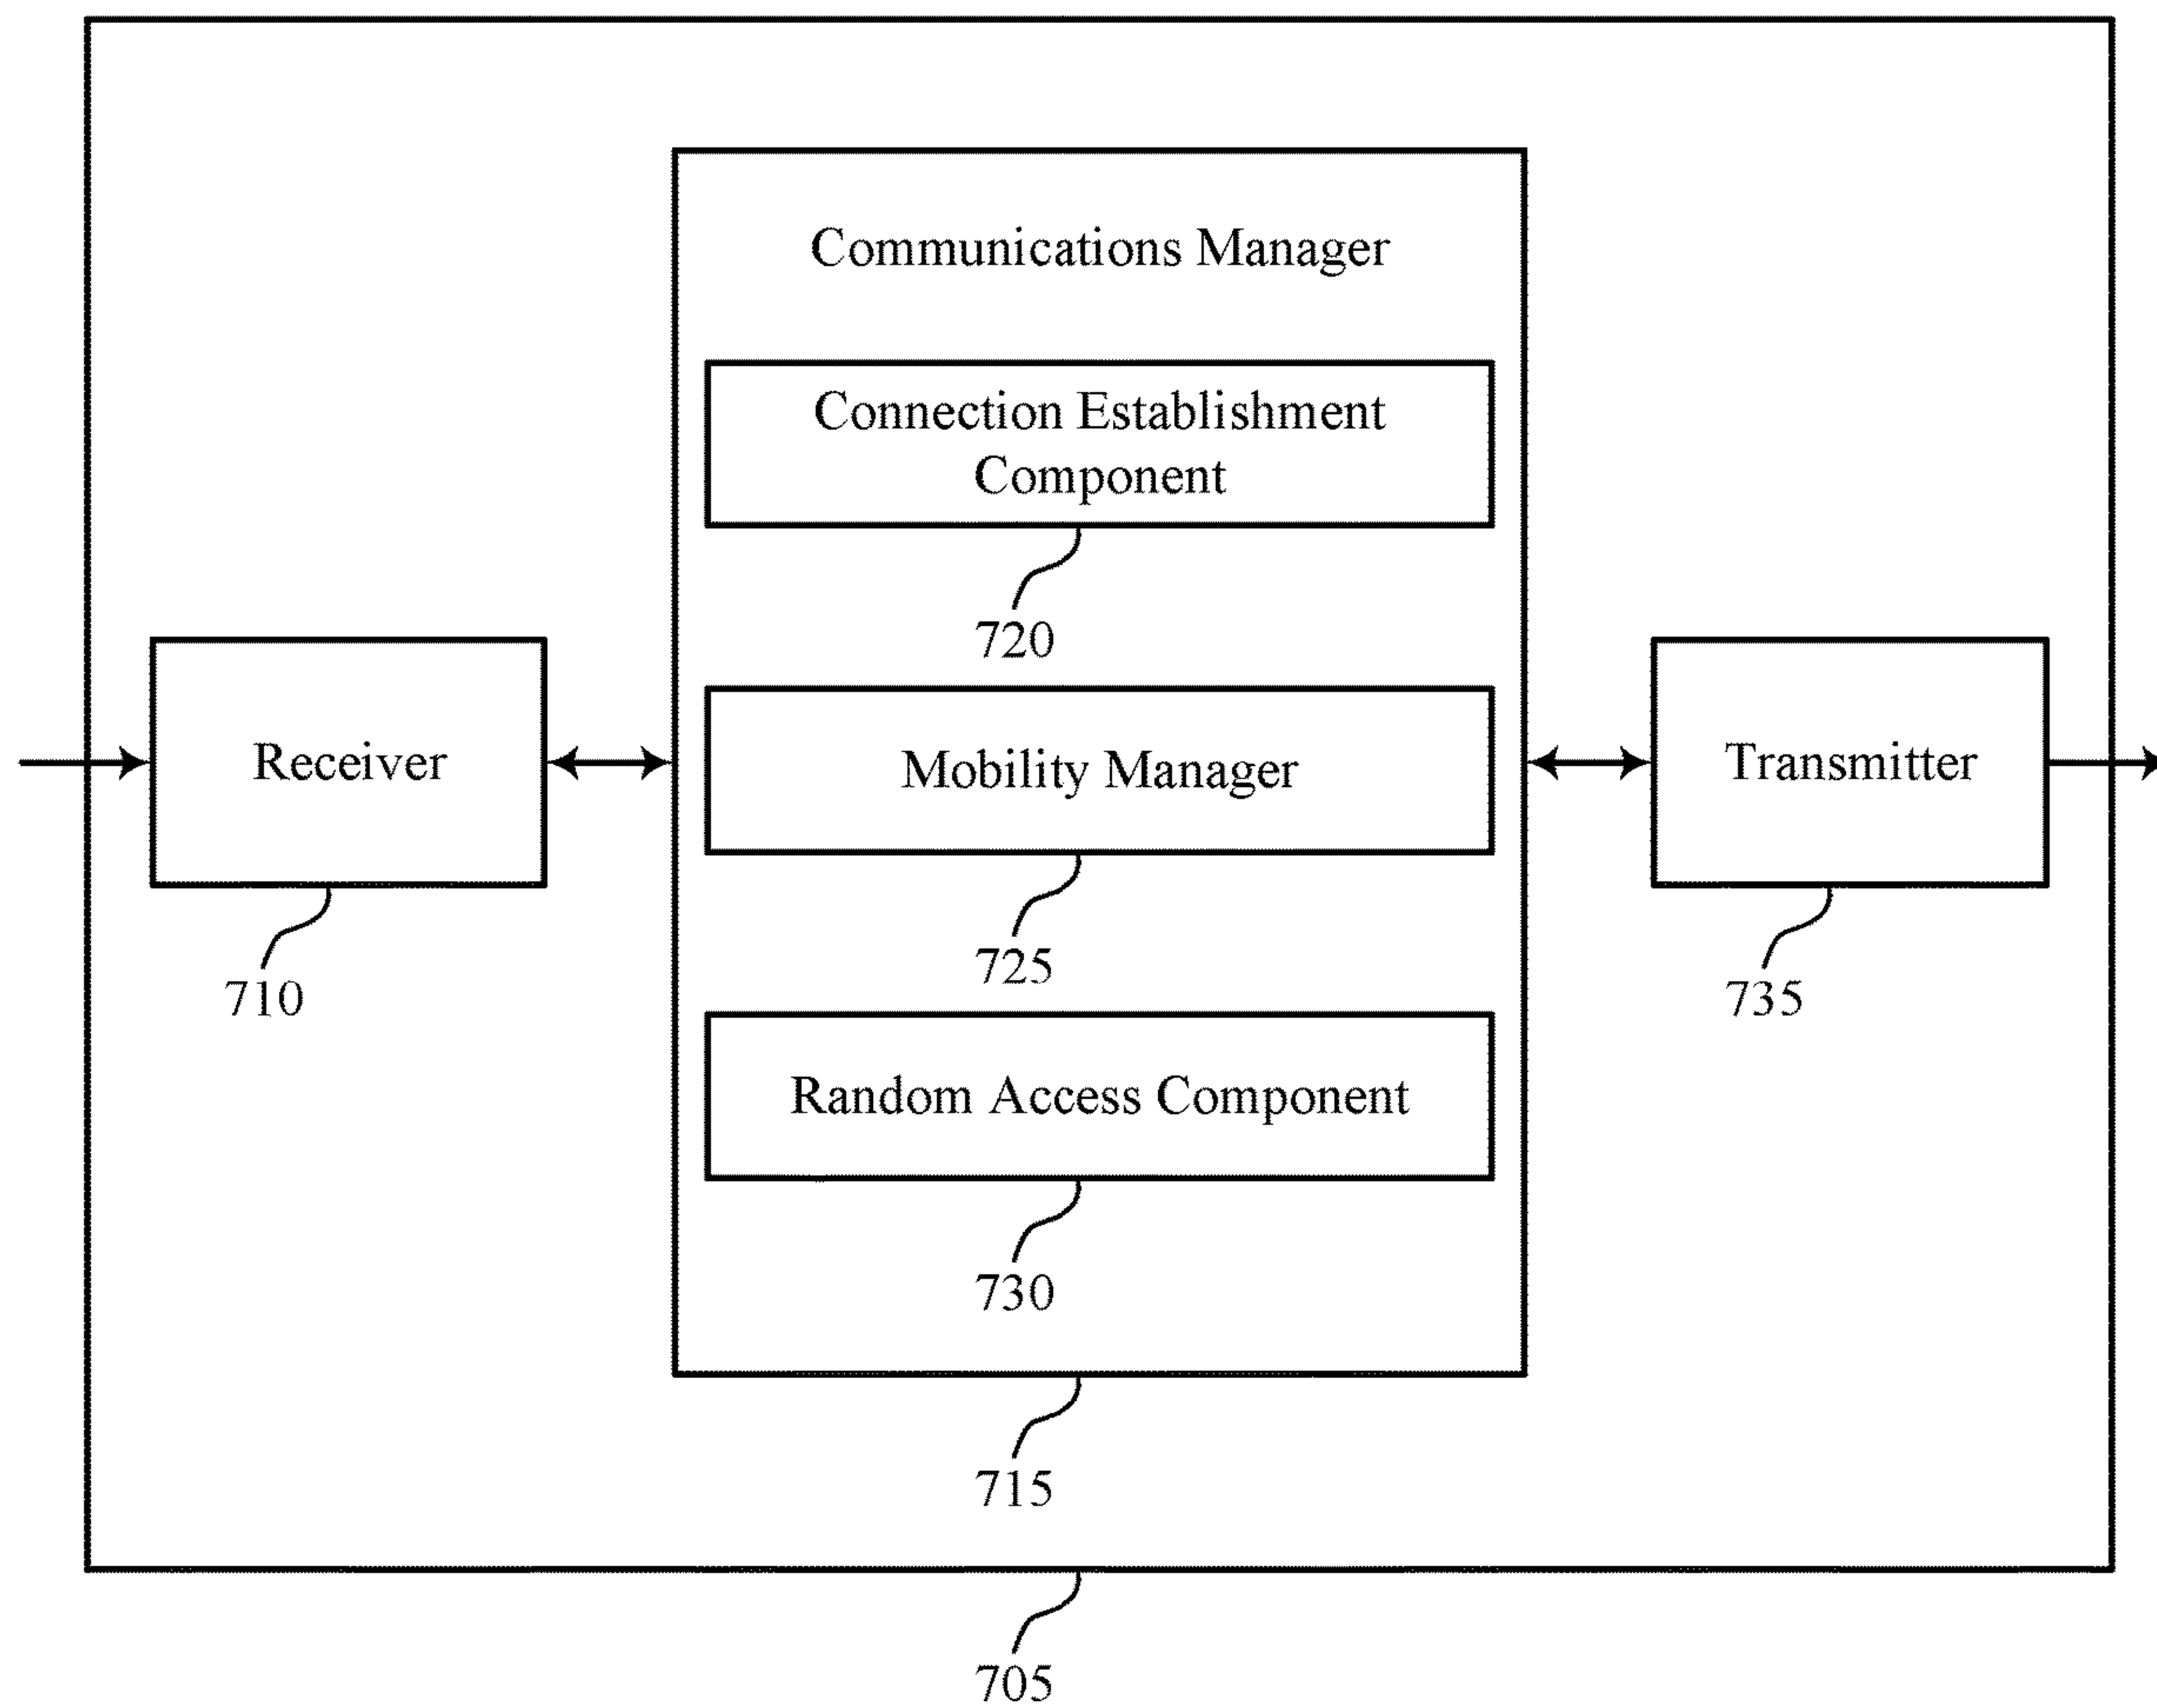 Communications Manager
Connection Establishment
Component
720
Receiver
710
Mobility Manager
725
Transmitter
735
Random Access Component
730
715
705